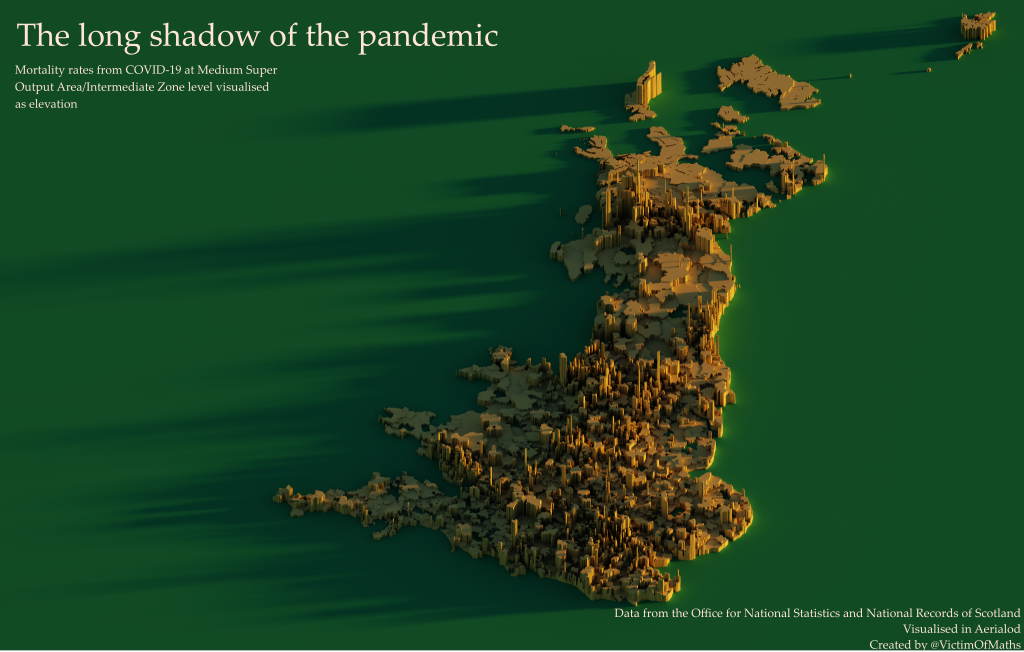 The long shadow of the pandemic
Mortality rates from COVID-19 at Medium Super
Output Area/Intermediate Zone level visualised
as elevation
Data from the Office for National Statistics and National Records of Scotland
Visualised in Aerialod
Created by @VictimOfMaths